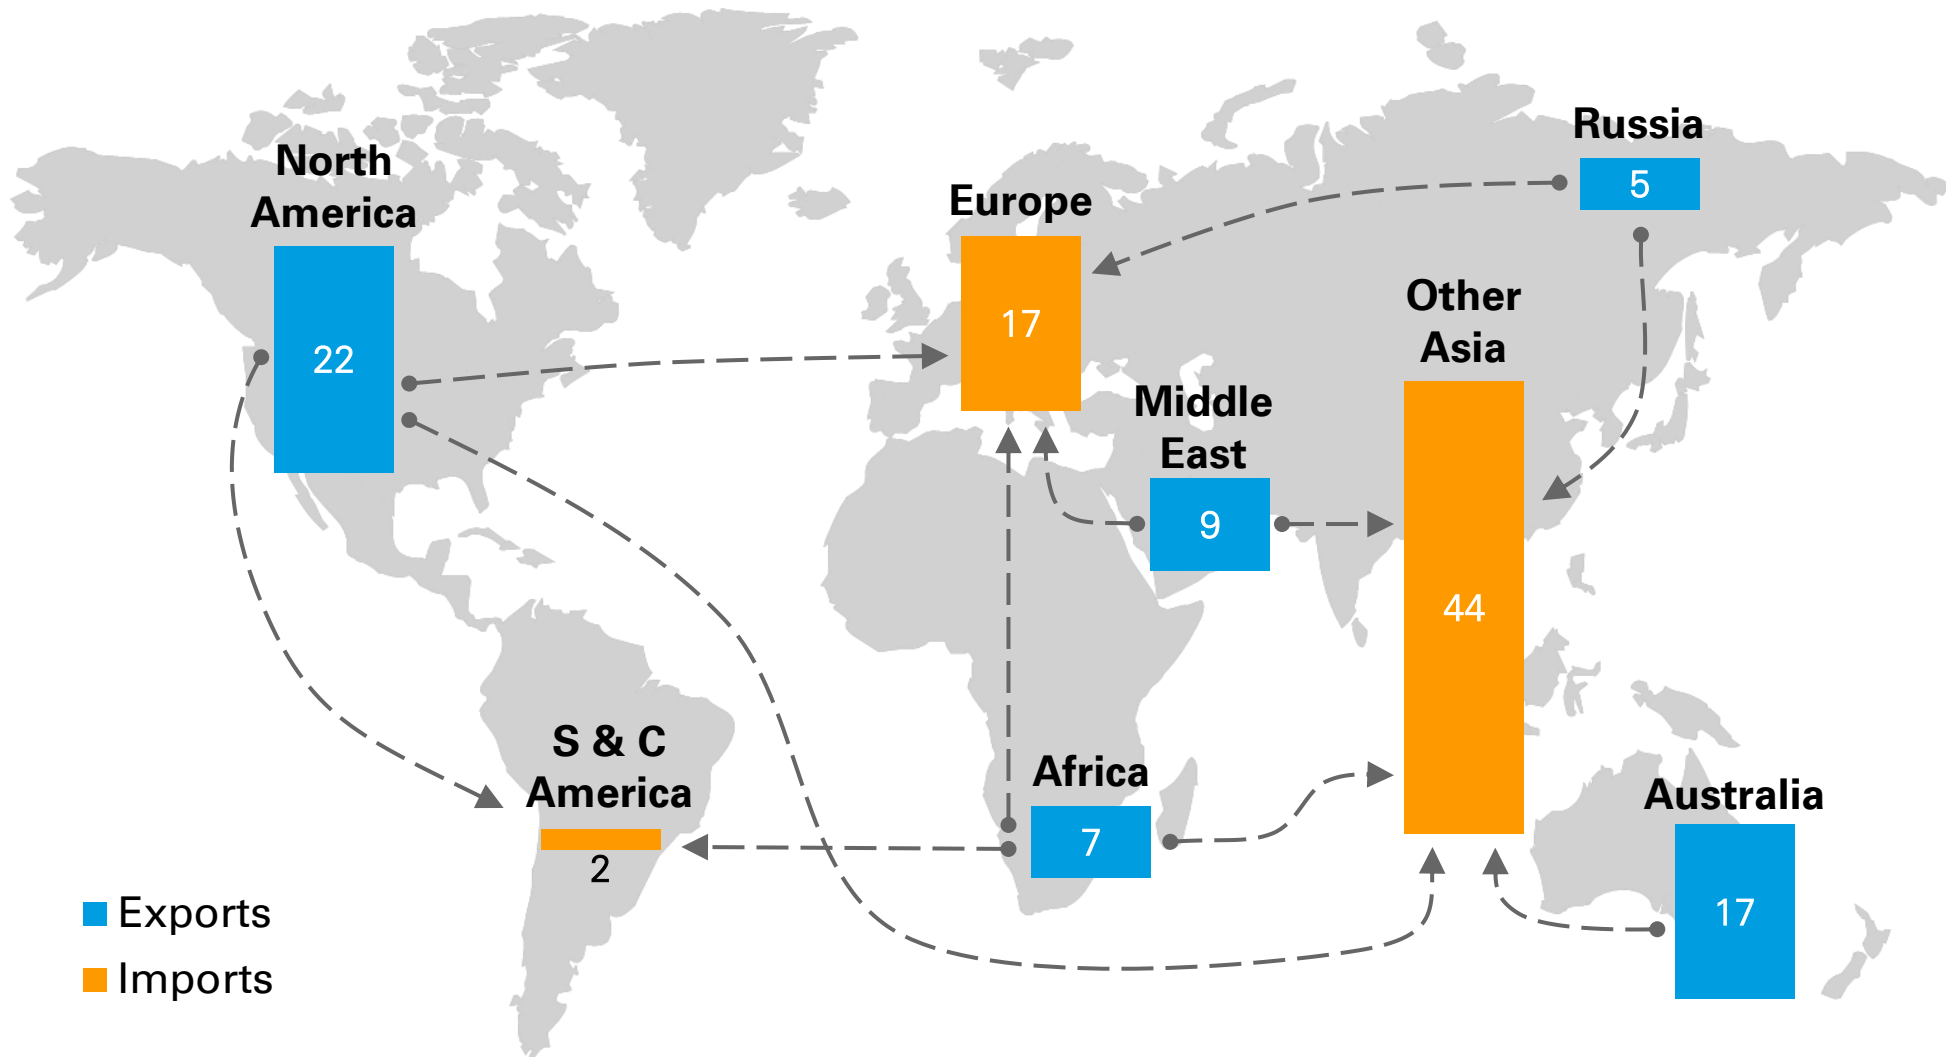 North
America
22
Europe
17
Russia
5
Other
Asia
44
Middle
East
9
S & C
America
2
Africa
7
Australia
17
Exports
Imports